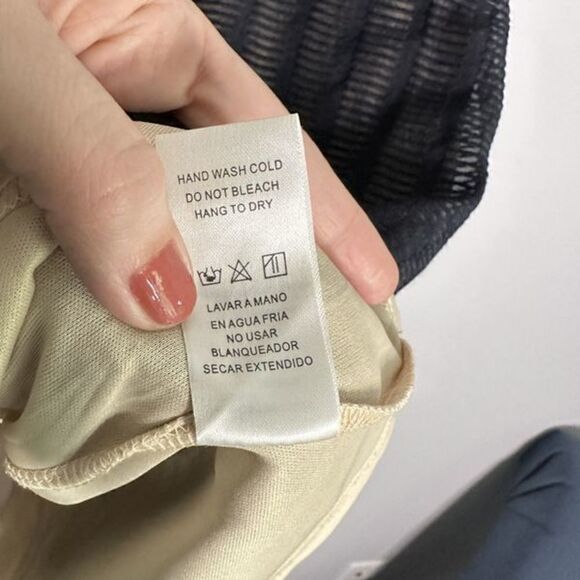 HAND WASH COLD
DO NOT BLEACH
HANG TO DRY
LAVAR A MANO
EN AGUA FRIA
NO USAR
BLANQUEADOR
SECAR EXTENDIDO